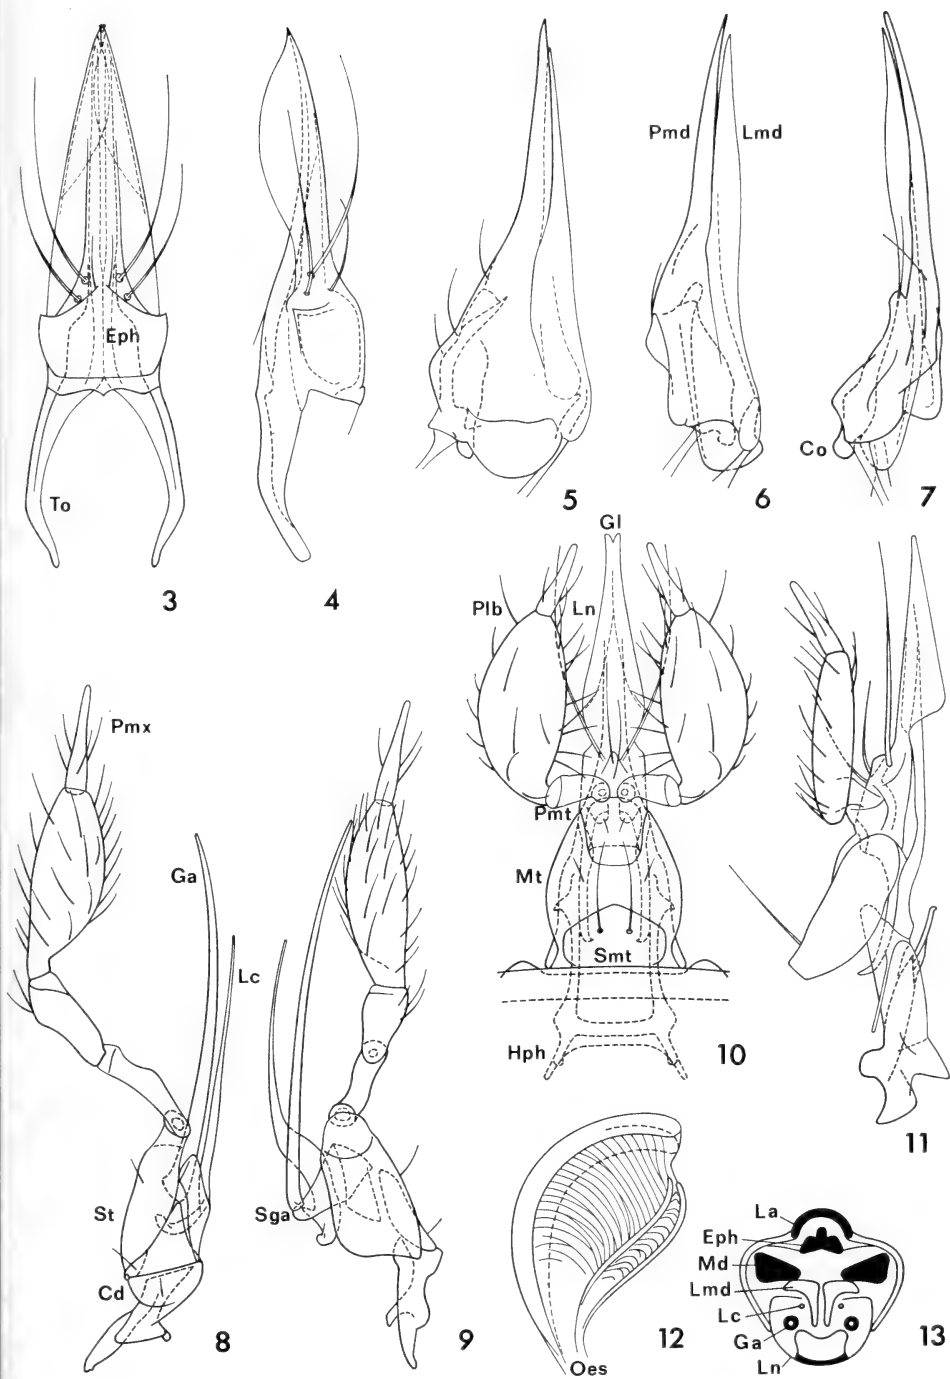 Eph
To
3
4
5
Pmd
Lmd
6
Co
7
Pmx
Ga
Lc
St
Cd
8
Sga
9
Gl
Plb
Ln
Pmt
Mt
Smt
Hph
10
11
Oes
12
La
Eph
Md
Lmd
Lc
Ga
Ln
13